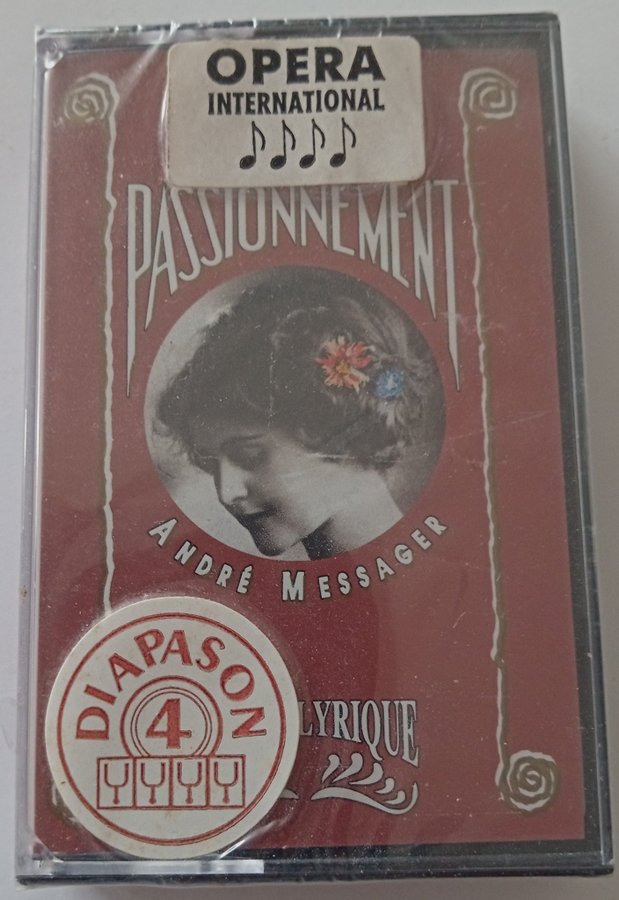 OPERA
INTERNATIONAL
PASSIONNEMENT
ANDRÉ MESSAGER
DIAPASON
4
LYRIQUE